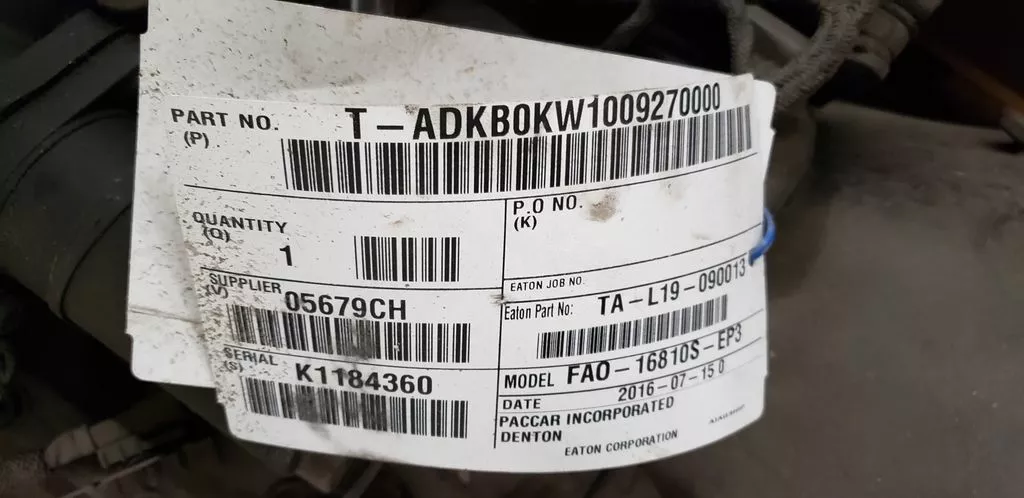 PART NO. T-ADKB0KW1009270000
(P)
QUANTITY
(Q)
1
P.O NO.
(K)
SUPPLIER
(V)
05679CH
EATON JOB NO.
Eaton Part No: TA-L19-090013
SERIAL
(S)
K1184360
MODEL FAO-16810S-EP3
DATE 2016-07-15 0
PACCAR INCORPORATED
DENTON
EATON CORPORATION